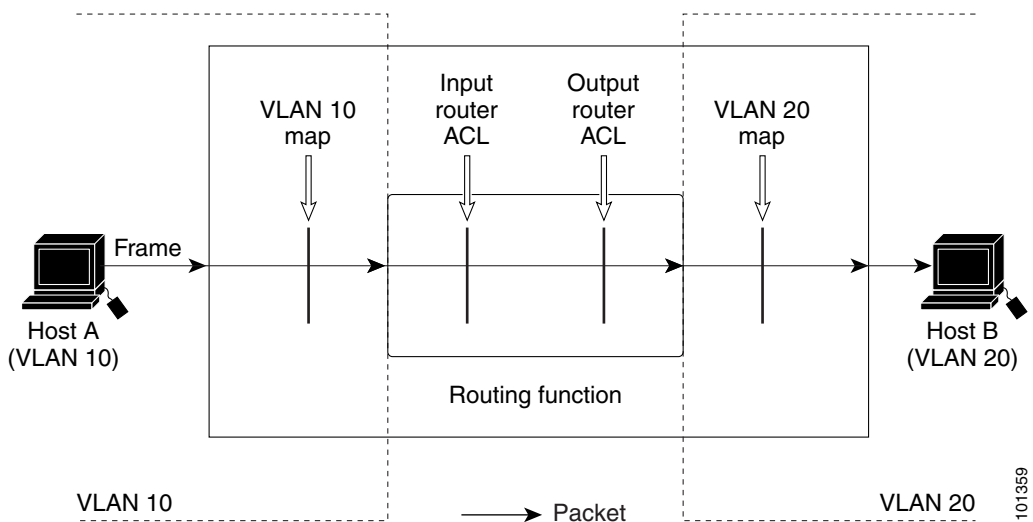 VLAN 10
map
Input
router
ACL
Output
router
ACL
VLAN 20
map
Frame
Host A
(VLAN 10)
Host B
(VLAN 20)
Routing function
VLAN 10
Packet
VLAN 20
101359